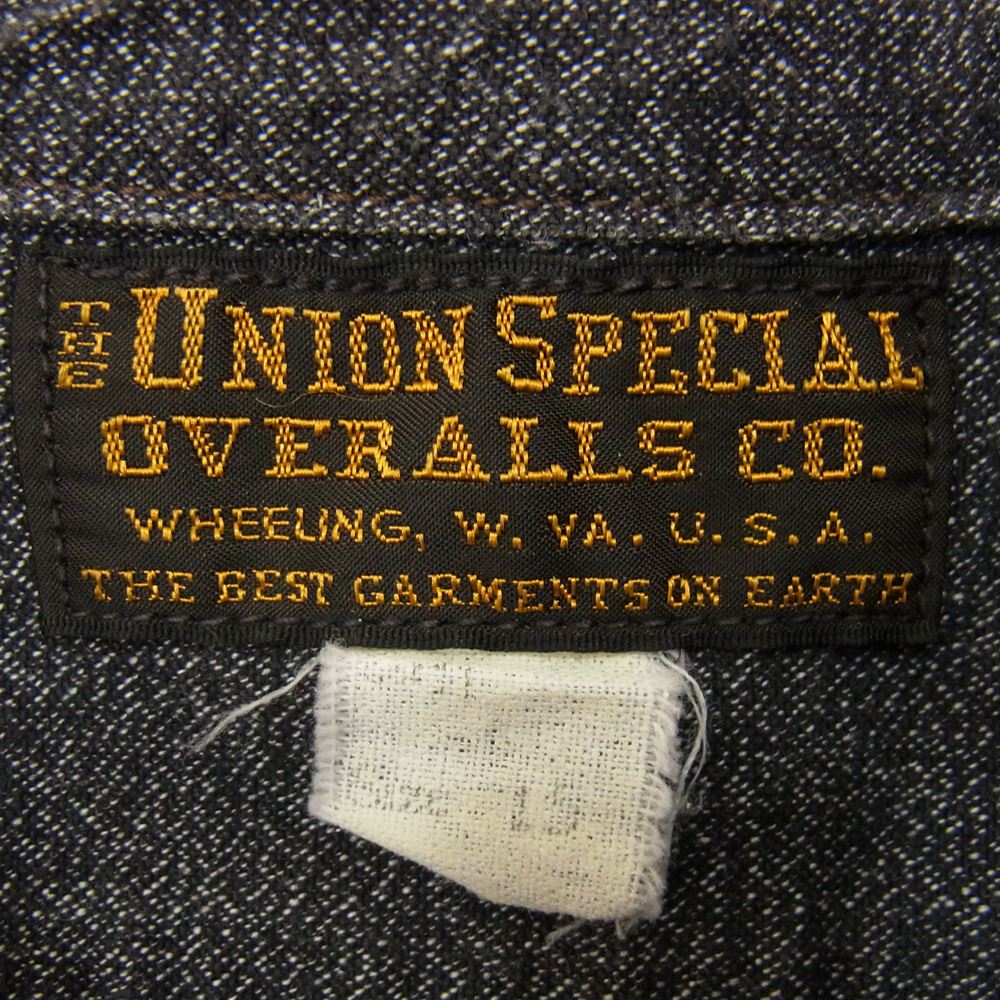 THE UNION SPECIAL
OVERALLS CO.
WHEELING, W. VA. U.S.A.
THE BEST GARMENTS ON EARTH